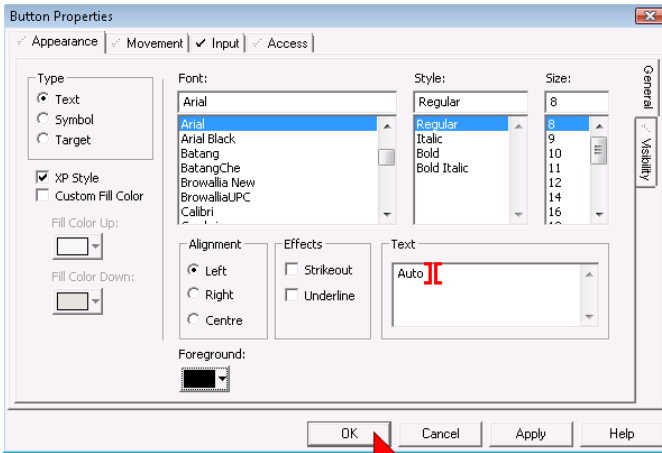 Button Properties
Appearance Movement Input Access
General
Visibility
Type
Text
Symbol
Target
XP Style
Custom Fill Color
Fill Color Up:
Fill Color Down:
Font:
Arial
Arial
Arial Black
Batang
BatangChe
Browallia New
BrowalliaUPC
Calibri
Style:
Regular
Regular
Italic
Bold
Bold Italic
Size:
8
8
9
10
11
12
14
16
Alignment
Left
Right
Centre
Effects
Strikeout
Underline
Text
Auto
Foreground:
OK Cancel Apply Help